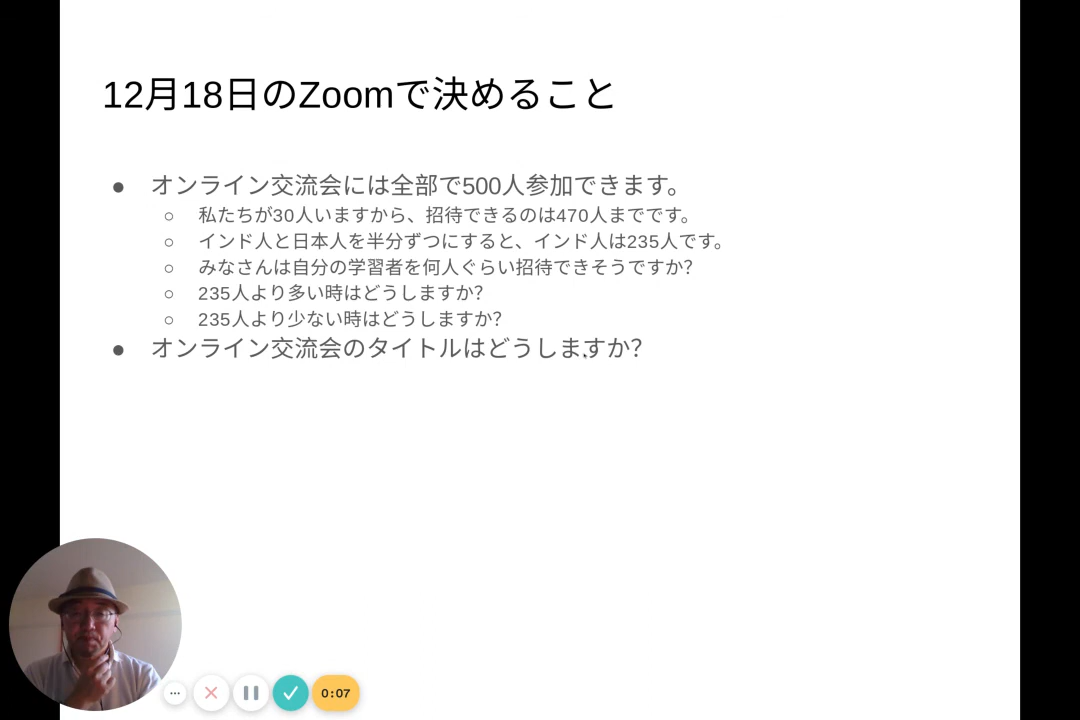 12月18日のZoomで決めること
● オンライン交流会には全部で500人参加できます。
○ 私たちが30人いますから、招待できるのは470人までです。
○ インド人と日本人を半分ずつにすると、インド人は235人です。
○ みなさんは自分の学習者を何人ぐらい招待できそうですか？
○ 235人より多い時はどうしますか？
○ 235人より少ない時はどうしますか？
● オンライン交流会のタイトルはどうしますか？
0:07